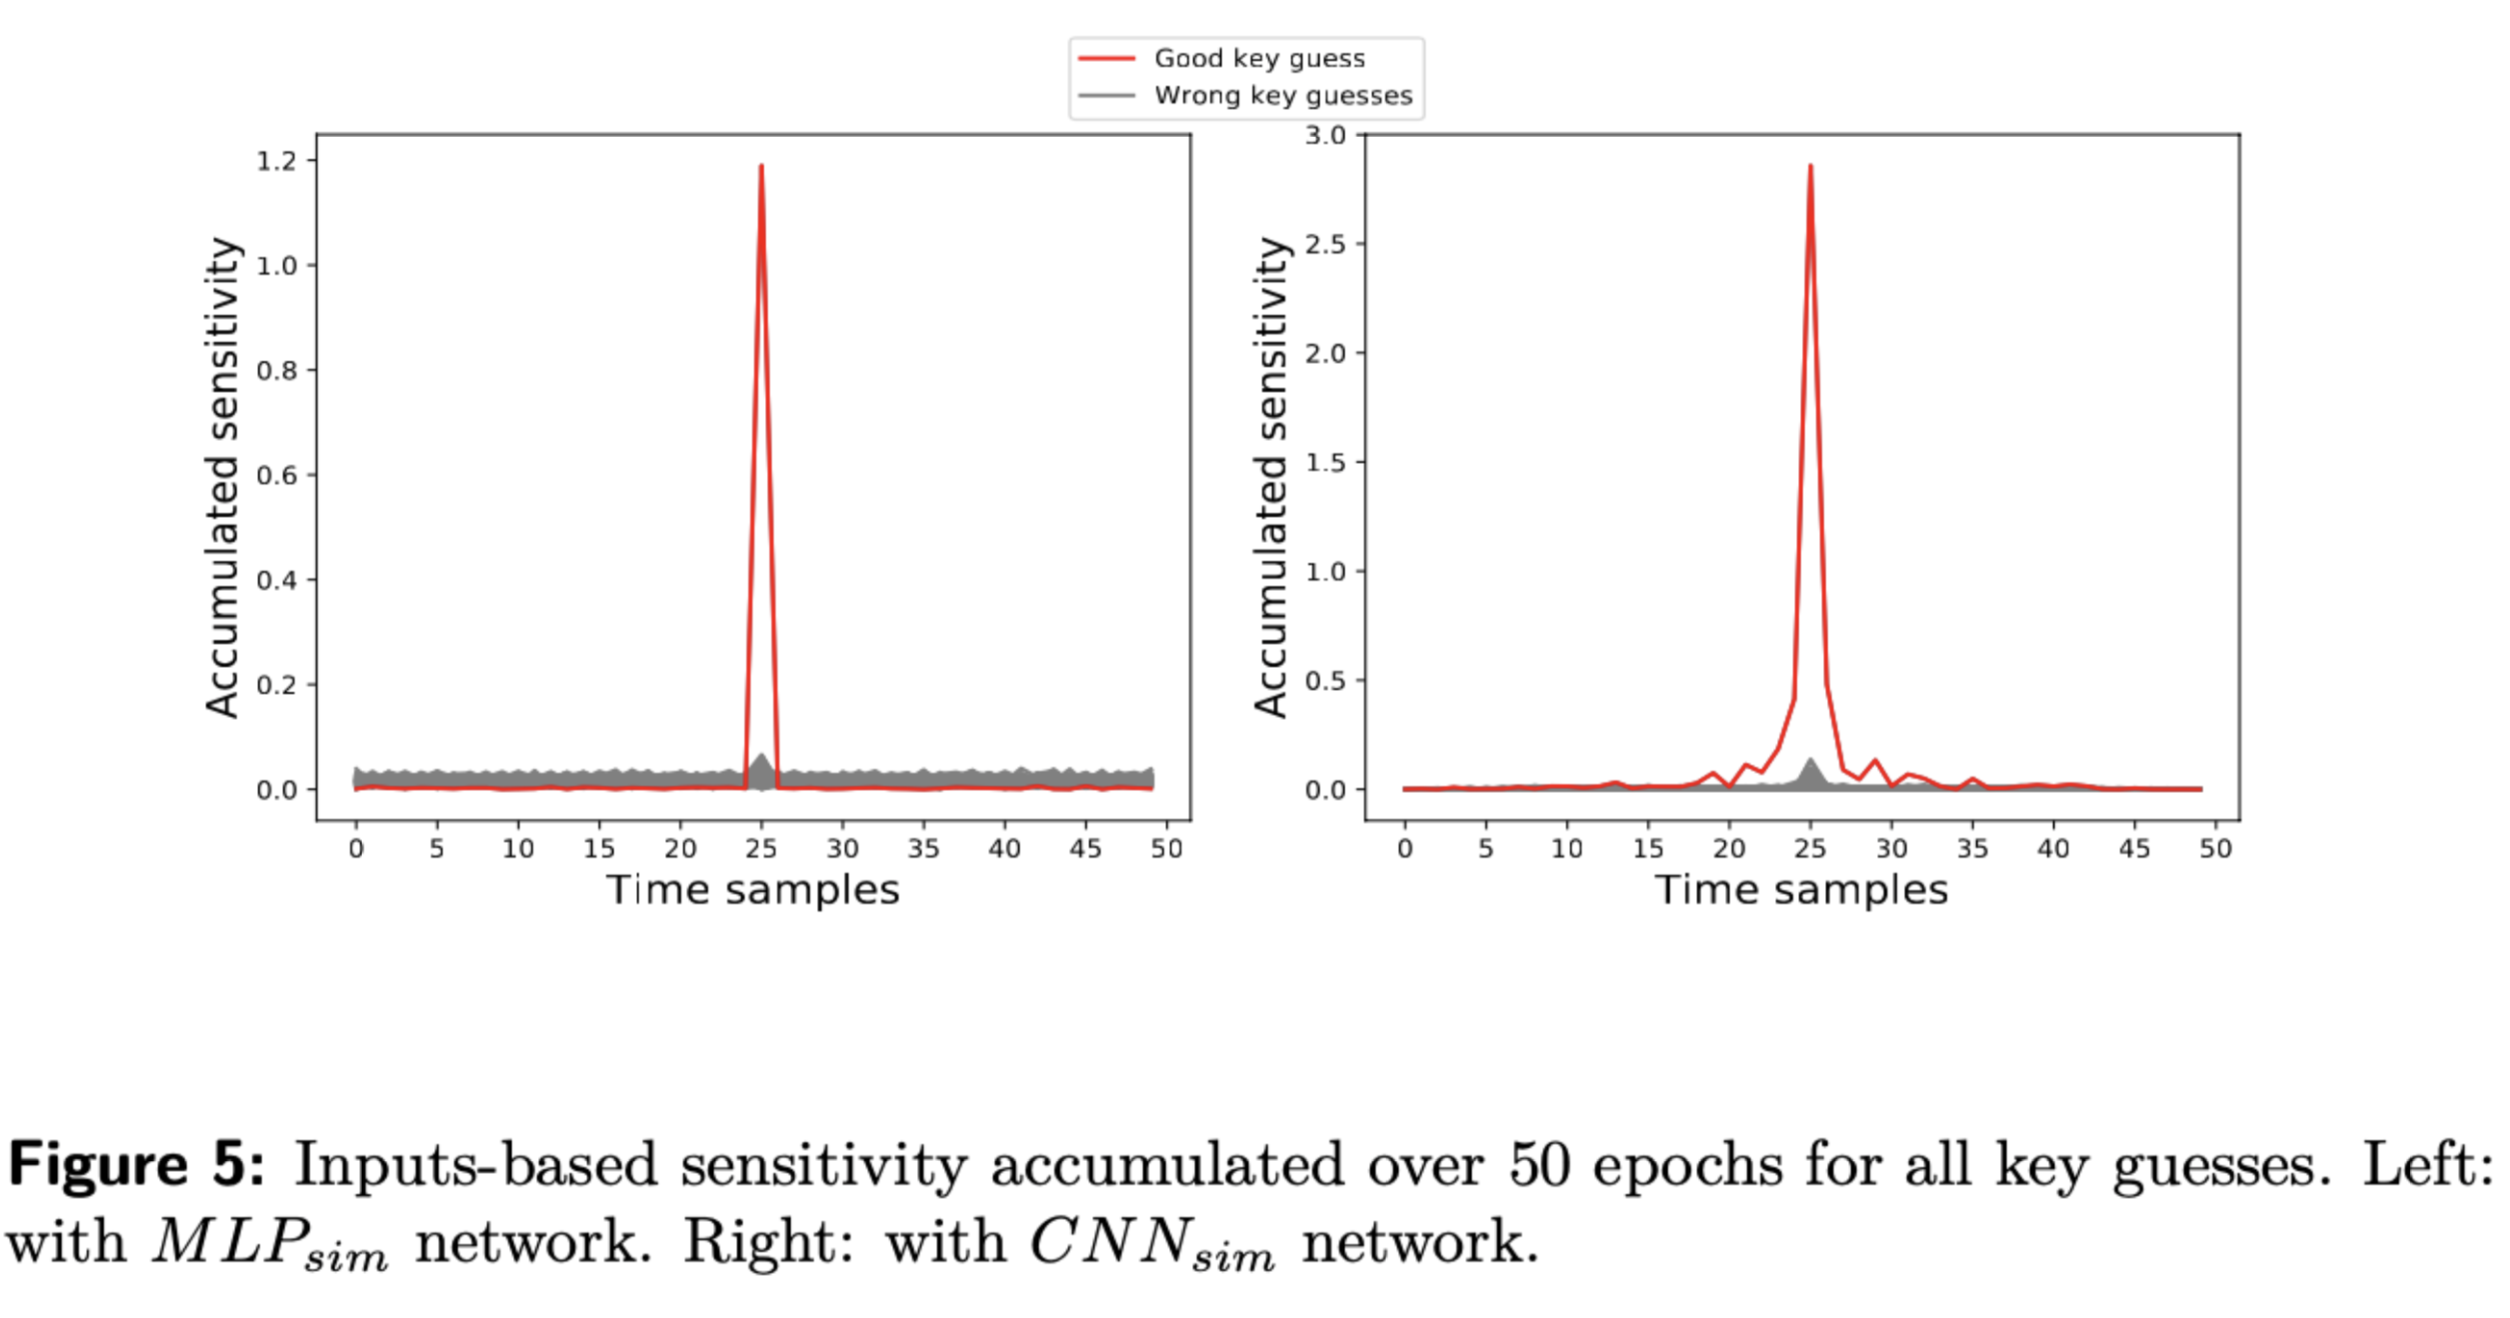 Good key guess
Wrong key guesses
Accumulated sensitivity
1.2
1.0
0.8
0.6
0.4
0.2
0.0
0 5 10 15 20 25 30 35 40 45 50
Time samples
Accumulated sensitivity
3.0
2.5
2.0
1.5
1.0
0.5
0.0
0 5 10 15 20 25 30 35 40 45 50
Time samples
Figure 5: Inputs-based sensitivity accumulated over 50 epochs for all key guesses. Left:
with MLPsim network. Right: with CNNsim network.